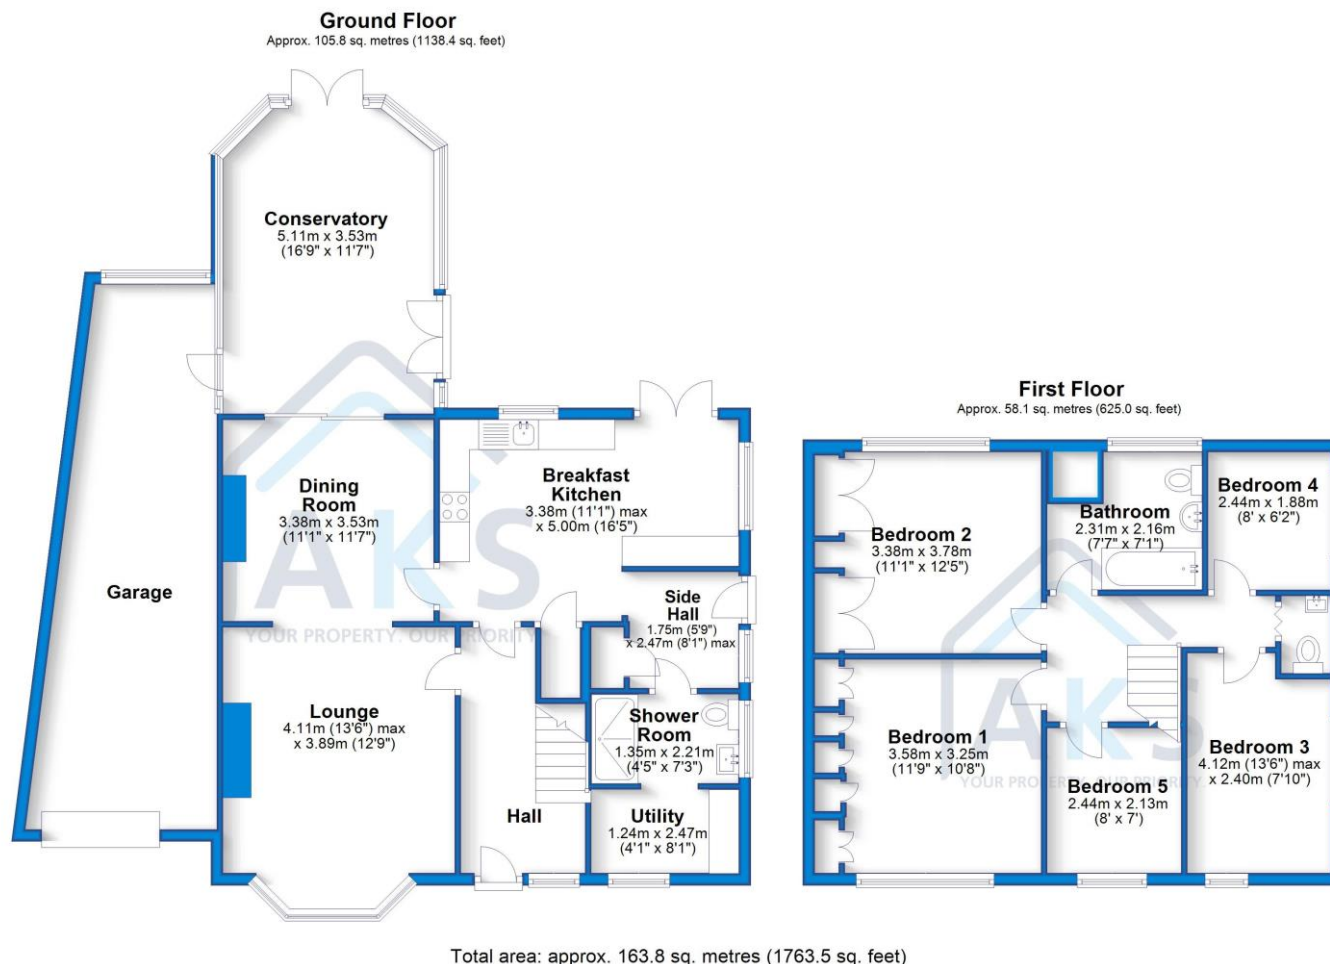 Ground Floor
Approx. 105.8 sq. metres (1138.4 sq. feet)
Conservatory
5.11m x 3.53m
(16'9" x 11'7")
Dining
Room
3.38m x 3.53m
(11'1" x 11'7")
Breakfast
Kitchen
3.38m (11'1") max
x 5.00m (16'5")
Garage
Side
Hall
1.75m (5'9")
x 2.47m (8'1") max
Lounge
4.11m (13'6") max
x 3.89m (12'9")
Shower
Room
1.35m x 2.21m
(4'5" x 7'3")
Hall
Utility
1.24m x 2.47m
(4'1" x 8'1")
AKS
YOUR PROPERTY. OUR PRIORITY.
First Floor
Approx. 58.1 sq. metres (625.0 sq. feet)
Bedroom 2
3.38m x 3.78m
(11'1" x 12'5")
Bathroom
2.31m x 2.16m
(7'7" x 7'1")
Bedroom 4
2.44m x 1.88m
(8' x 6'2")
Bedroom 1
3.58m x 3.25m
(11'9" x 10'8")
Bedroom 5
2.44m x 2.13m
(8' x 7')
Bedroom 3
4.12m (13'6") max
x 2.40m (7'10")
AKS
YOUR PROPERTY. OUR PRIORITY.
Total area: approx. 163.8 sq. metres (1763.5 sq. feet)